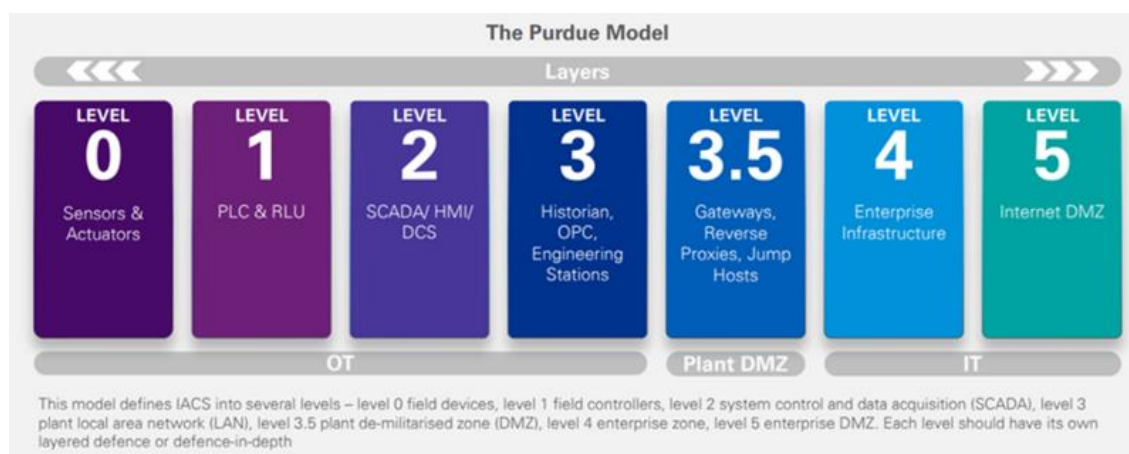 The Purdue Model
Layers
LEVEL
0
Sensors &
Actuators
LEVEL
1
PLC & RLU
LEVEL
2
SCADA/ HMI/
DCS
LEVEL
3
Historian,
OPC,
Engineering
Stations
LEVEL
3.5
Gateways,
Reverse
Proxies, Jump
Hosts
LEVEL
4
Enterprise
Infrastructure
LEVEL
5
Internet DMZ
OT
Plant DMZ
IT
This model defines IACS into several levels – level 0 field devices, level 1 field controllers, level 2 system control and data acquisition (SCADA), level 3
plant local area network (LAN), level 3.5 plant de-militarised zone (DMZ), level 4 enterprise zone, level 5 enterprise DMZ. Each level should have its own
layered defence or defence-in-depth